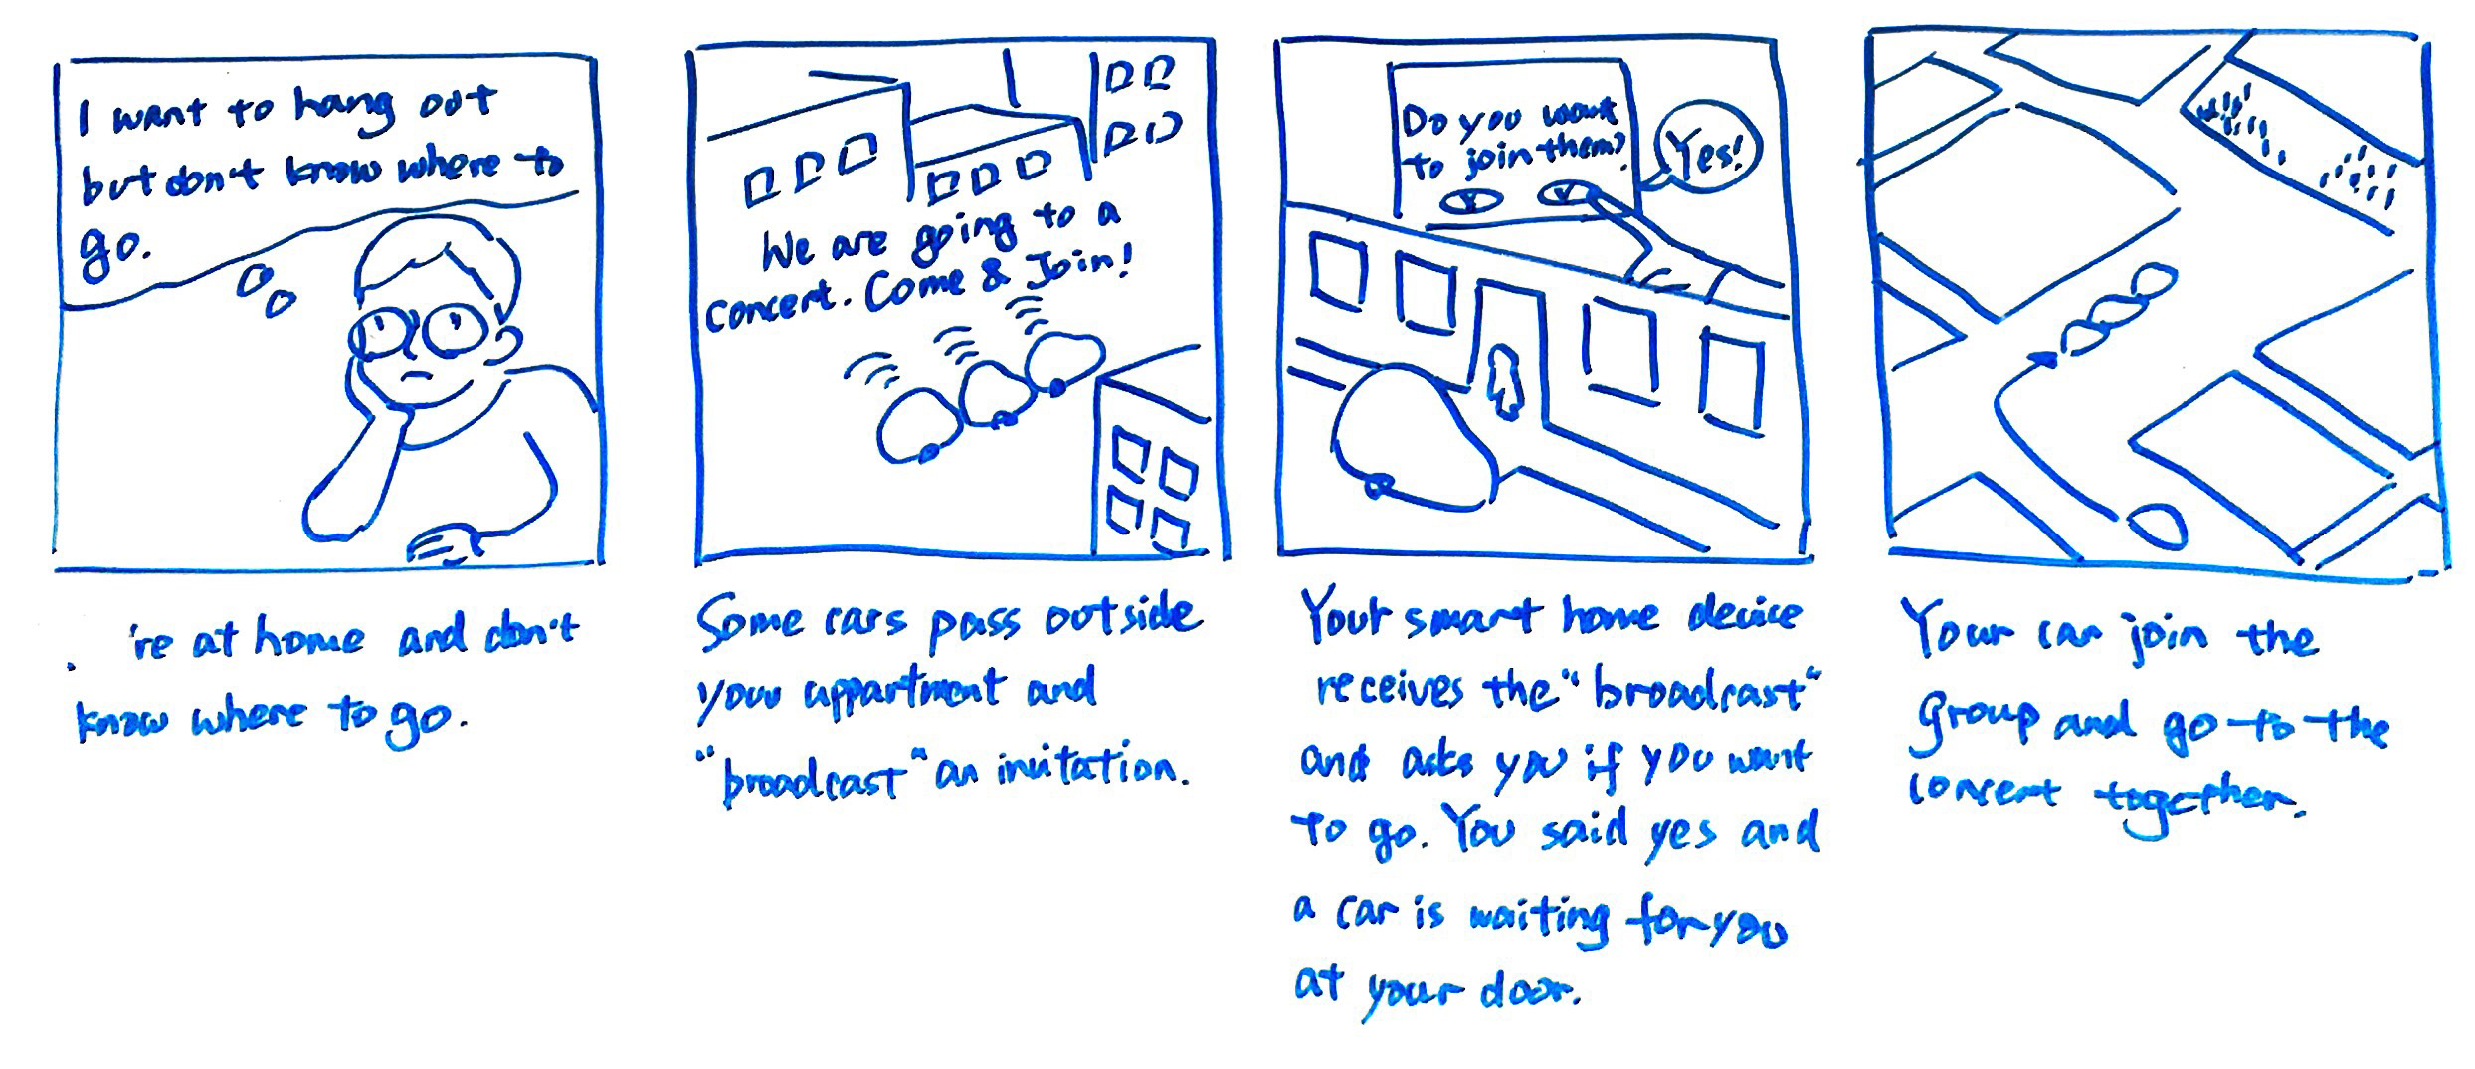 I want to hang out
but don't know where to
go.
're at home and don't
know where to go.
We are going to a
concert. Come & Join!
Some cars pass outside
your appartment and
"broadcast" an invitation.
Do you want
to join them?
Yes!
Your smart home device
receives the "broadcast"
and asks you if you want
to go. You said yes and
a car is waiting for you
at your door.
Your car join the
group and go to the
concert together.